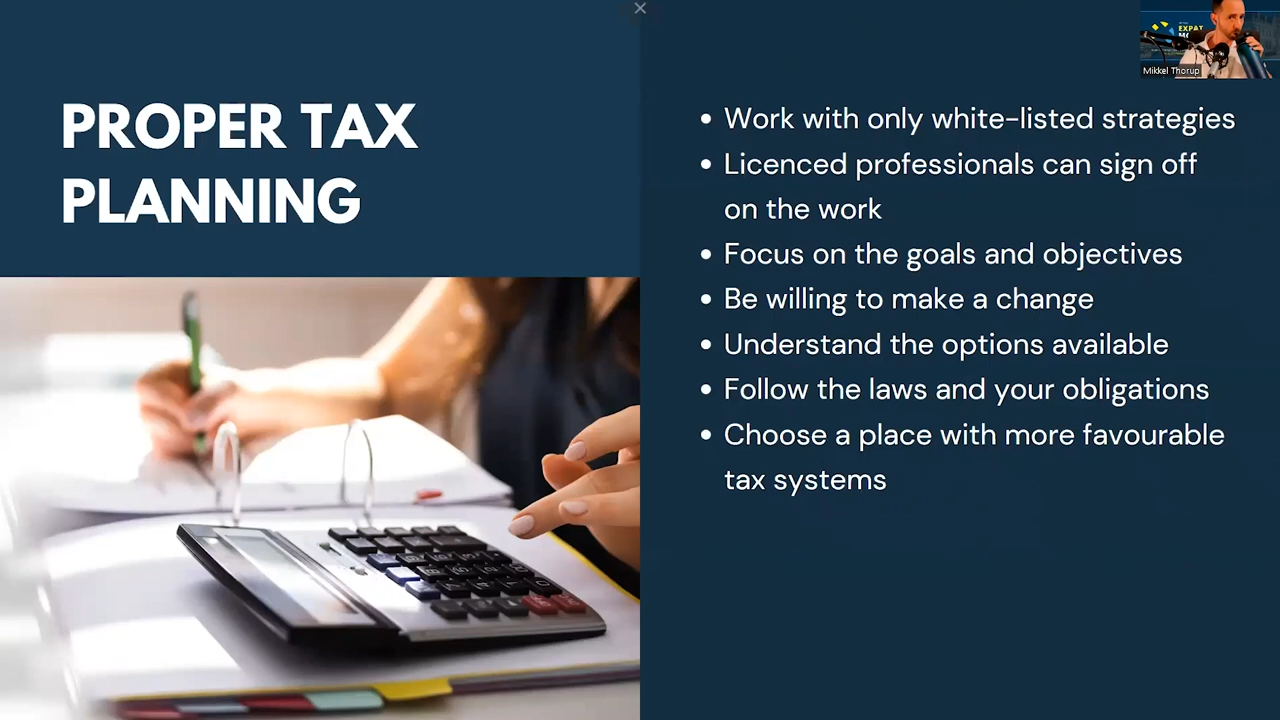 PROPER TAX
PLANNING
• Work with only white-listed strategies
• Licenced professionals can sign off
on the work
• Focus on the goals and objectives
• Be willing to make a change
• Understand the options available
• Follow the laws and your obligations
• Choose a place with more favourable
tax systems
EXPAT
Mikkel Thorup